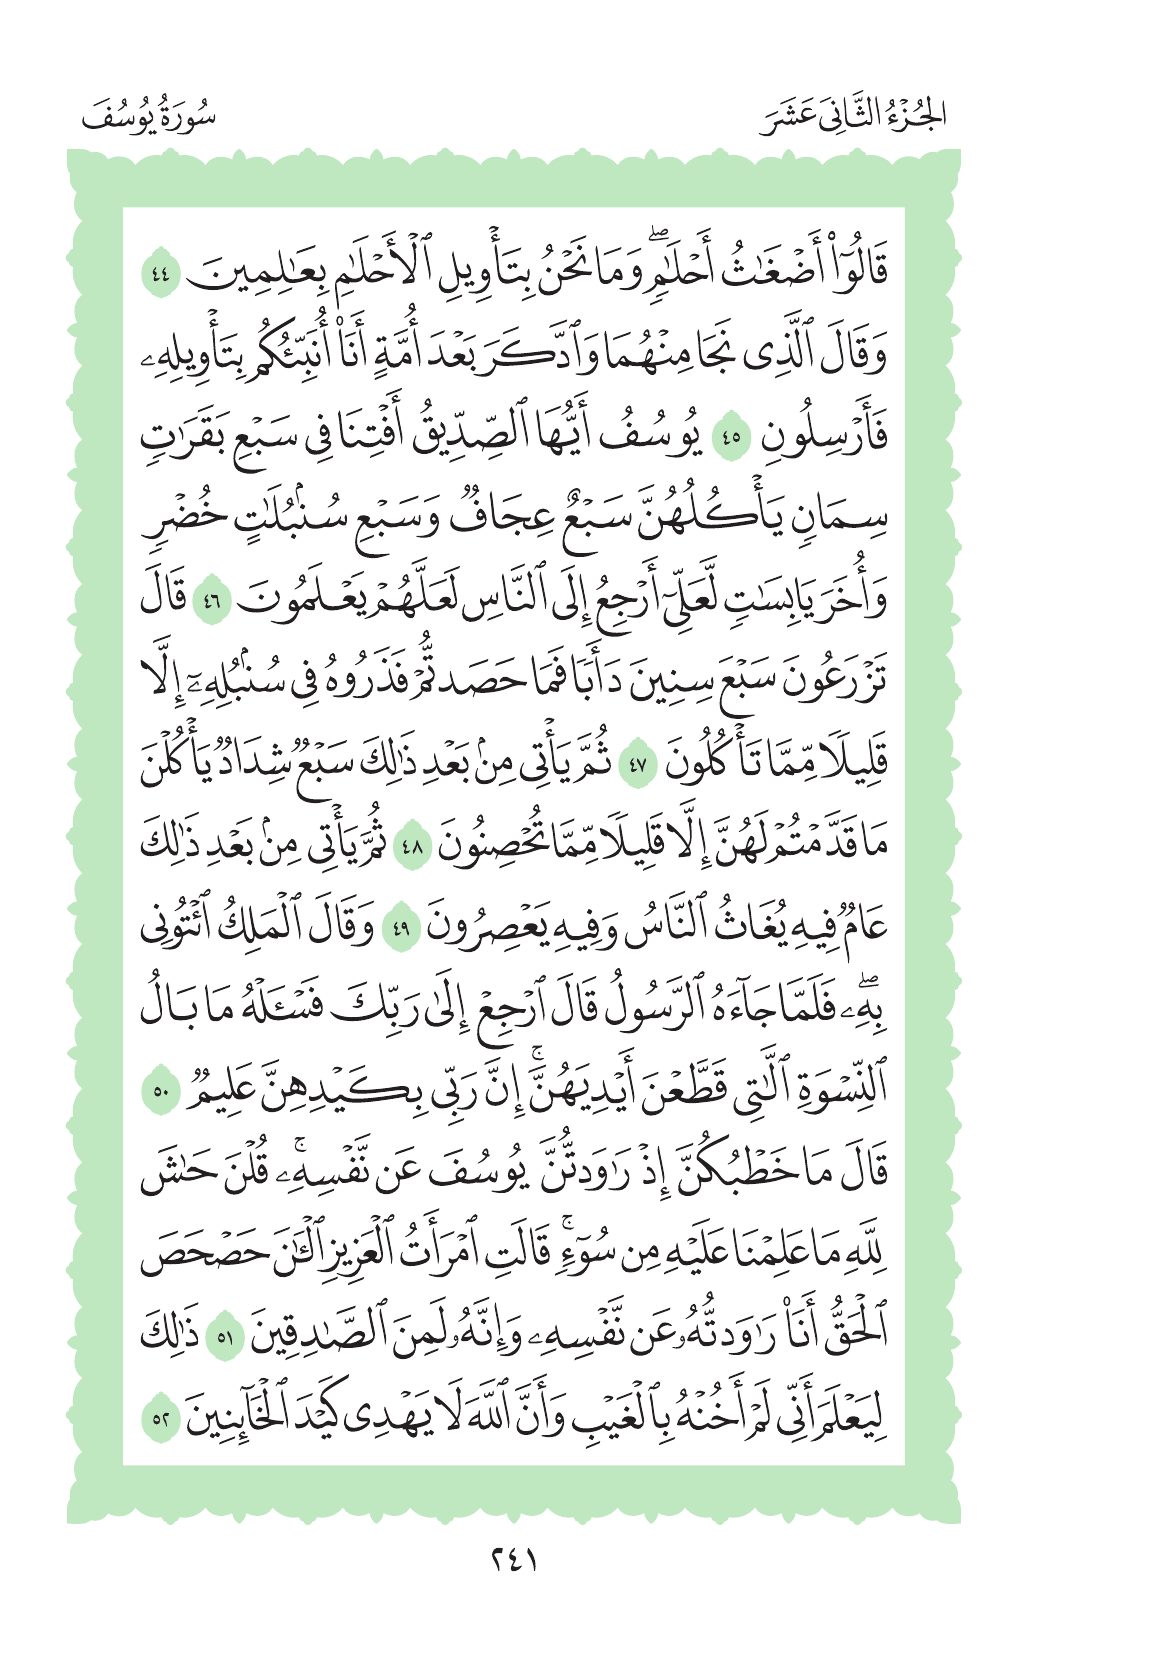 الجُزْءُ الثَّانِيَ عَشَرَ
سُورَةُ يُوسُفَ
قَالُوٓا۟ أَضْغَٰثُ أَحْلَٰمٍۢ ۖ وَمَا نَحْنُ بِتَأْوِيلِ ٱلْأَحْلَٰمِ بِعَٰلِمِينَ ٤٤
وَقَالَ ٱلَّذِى نَجَا مِنْهُمَا وَٱدَّكَرَ بَعْدَ أُمَّةٍ أَنَا۠ أُنَبِّئُكُم بِتَأْوِيلِهِۦ
فَأَرْسِلُونِ ٤٥ يُوسُفُ أَيُّهَا ٱلصِّدِّيقُ أَفْتِنَا فِى سَبْعِ بَقَرَٰتٍۢ
سِمَانٍۢ يَأْكُلُهُنَّ سَبْعٌ عِجَافٌۭ وَسَبْعِ سُنۢبُلَٰتٍ خُضْرٍۢ
وَأُخَرَ يَابِسَٰتٍۢ لَّعَلِّىٓ أَرْجِعُ إِلَى ٱلنَّاسِ لَعَلَّهُمْ يَعْلَمُونَ ٤٦ قَالَ
تَزْرَعُونَ سَبْعَ سِنِينَ دَأَبًۭا فَمَا حَصَدتُّمْ فَذَرُوهُ فِى سُنۢبُلِهِۦٓ إِلَّا
قَلِيلًۭا مِّمَّا تَأْكُلُونَ ٤٧ ثُمَّ يَأْتِى مِنۢ بَعْدِ ذَٰلِكَ سَبْعٌۭ شِدَادٌۭ يَأْكُلْنَ
مَا قَدَّمْتُمْ لَهُنَّ إِلَّا قَلِيلًۭا مِّمَّا تُحْصِنُونَ ٤٨ ثُمَّ يَأْتِى مِنۢ بَعْدِ ذَٰلِكَ
عَامٌۭ فِيهِ يُغَاثُ ٱلنَّاسُ وَفِيهِ يَعْصِرُونَ ٤٩ وَقَالَ ٱلْمَلِكُ ٱئْتُونِى
بِهِۦ ۖ فَلَمَّا جَآءَهُ ٱلرَّسُولُ قَالَ ٱرْجِعْ إِلَىٰ رَبِّكَ فَسْـَٔلْهُ مَا بَالُ
ٱلنِّسْوَةِ ٱلَّٰتِى قَطَّعْنَ أَيْدِيَهُنَّ ۚ إِنَّ رَبِّى بِكَيْدِهِنَّ عَلِيمٌۭ ٥٠
قَالَ مَا خَطْبُكُنَّ إِذْ رَٰوَدتُّنَّ يُوسُفَ عَن نَّفْسِهِۦ ۚ قُلْنَ حَٰشَ
لِلَّهِ مَا عَلِمْنَا عَلَيْهِ مِن سُوٓءٍۢ ۚ قَالَتِ ٱمْرَأَتُ ٱلْعَزِيزِ ٱلْـَٰٔنَ حَصْحَصَ
ٱلْحَقُّ أَنَا۠ رَٰوَدتُّهُۥ عَن نَّفْسِهِۦ وَإِنَّهُۥ لَمِنَ ٱلصَّٰدِقِينَ ٥١ ذَٰلِكَ
لِيَعْلَمَ أَنِّى لَمْ أَخُنْهُ بِٱلْغَيْبِ وَأَنَّ ٱللَّهَ لَا يَهْدِى كَيْدَ ٱلْخَآئِنِينَ ٥٢
٢٤١